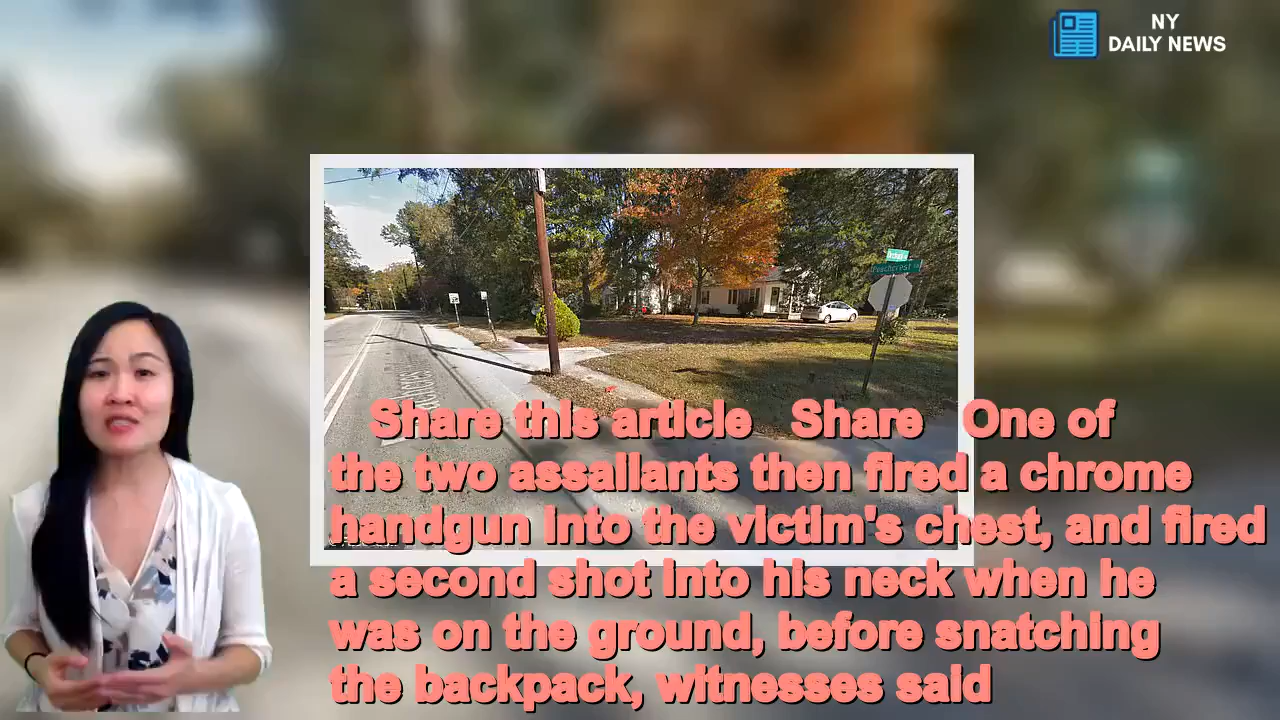 NY
DAILY NEWS
Peachcrest
Share this article Share One of
the two assailants then fired a chrome
handgun into the victim's chest, and fired
a second shot into his neck when he
was on the ground, before snatching
the backpack, witnesses said